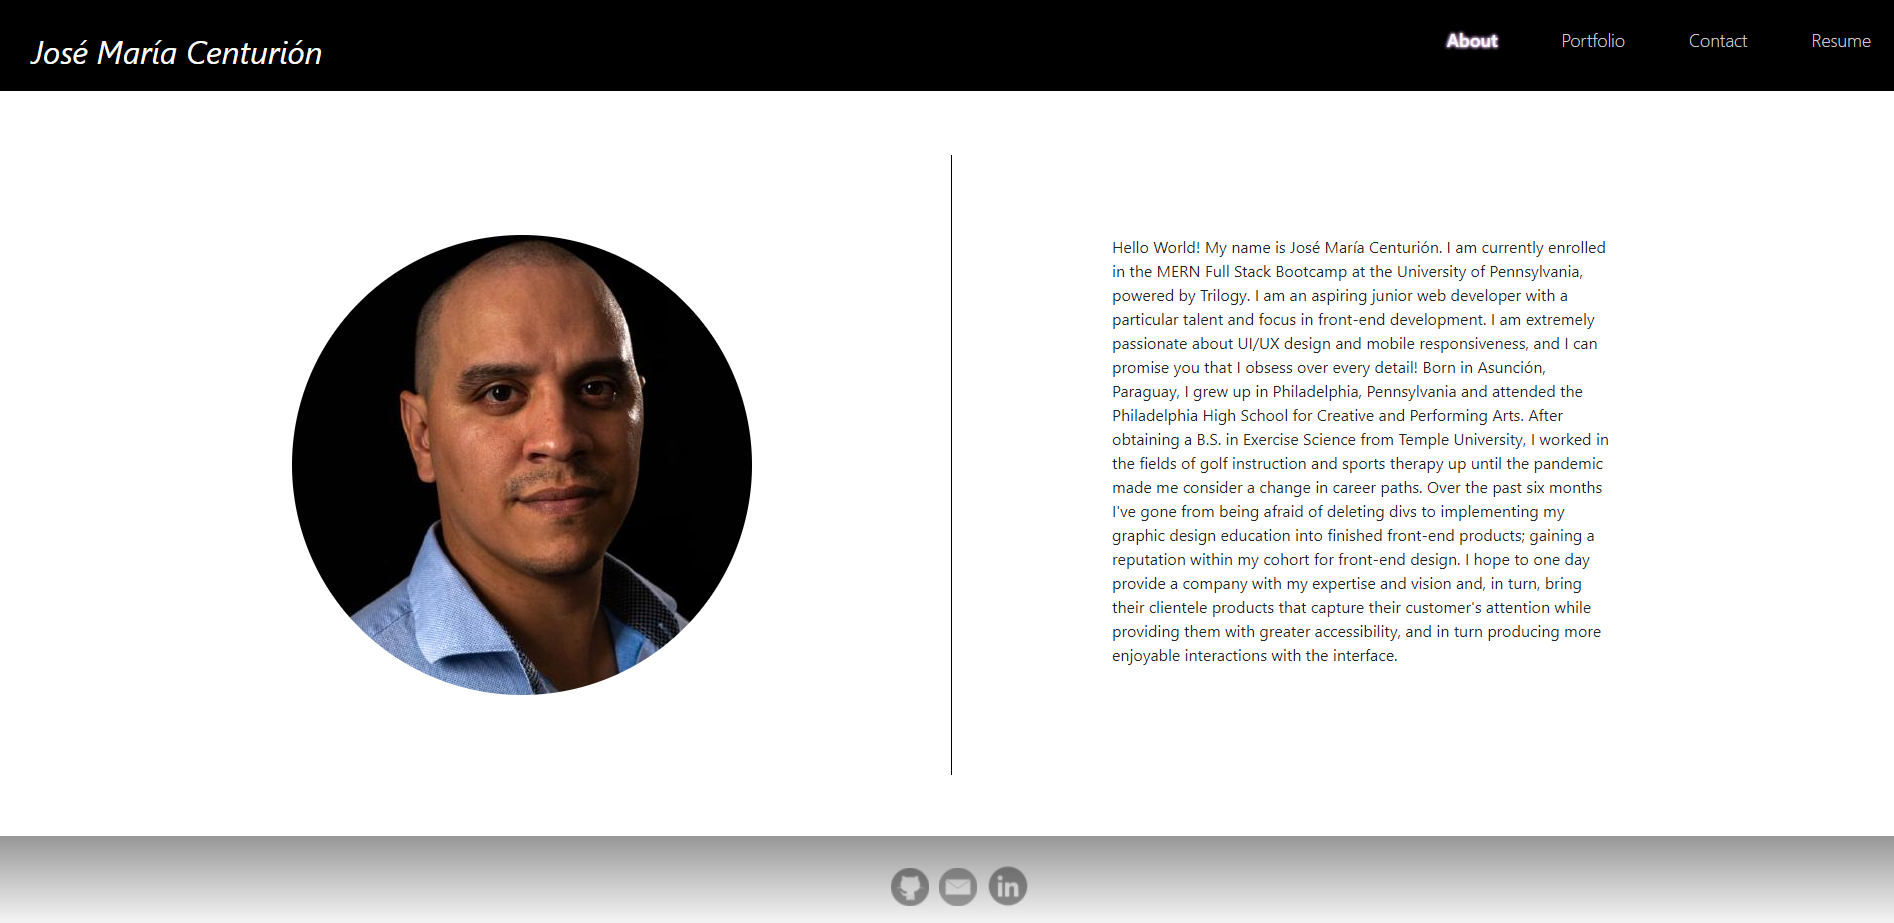 José María Centurión
About
Portfolio
Contact
Resume
Hello World! My name is José María Centurión. I am currently enrolled
in the MERN Full Stack Bootcamp at the University of Pennsylvania,
powered by Trilogy. I am an aspiring junior web developer with a
particular talent and focus in front-end development. I am extremely
passionate about UI/UX design and mobile responsiveness, and I can
promise you that I obsess over every detail! Born in Asunción,
Paraguay, I grew up in Philadelphia, Pennsylvania and attended the
Philadelphia High School for Creative and Performing Arts. After
obtaining a B.S. in Exercise Science from Temple University, I worked in
the fields of golf instruction and sports therapy up until the pandemic
made me consider a change in career paths. Over the past six months
I've gone from being afraid of deleting divs to implementing my
graphic design education into finished front-end products; gaining a
reputation within my cohort for front-end design. I hope to one day
provide a company with my expertise and vision and, in turn, bring
their clientele products that capture their customer's attention while
providing them with greater accessibility, and in turn producing more
enjoyable interactions with the interface.
in